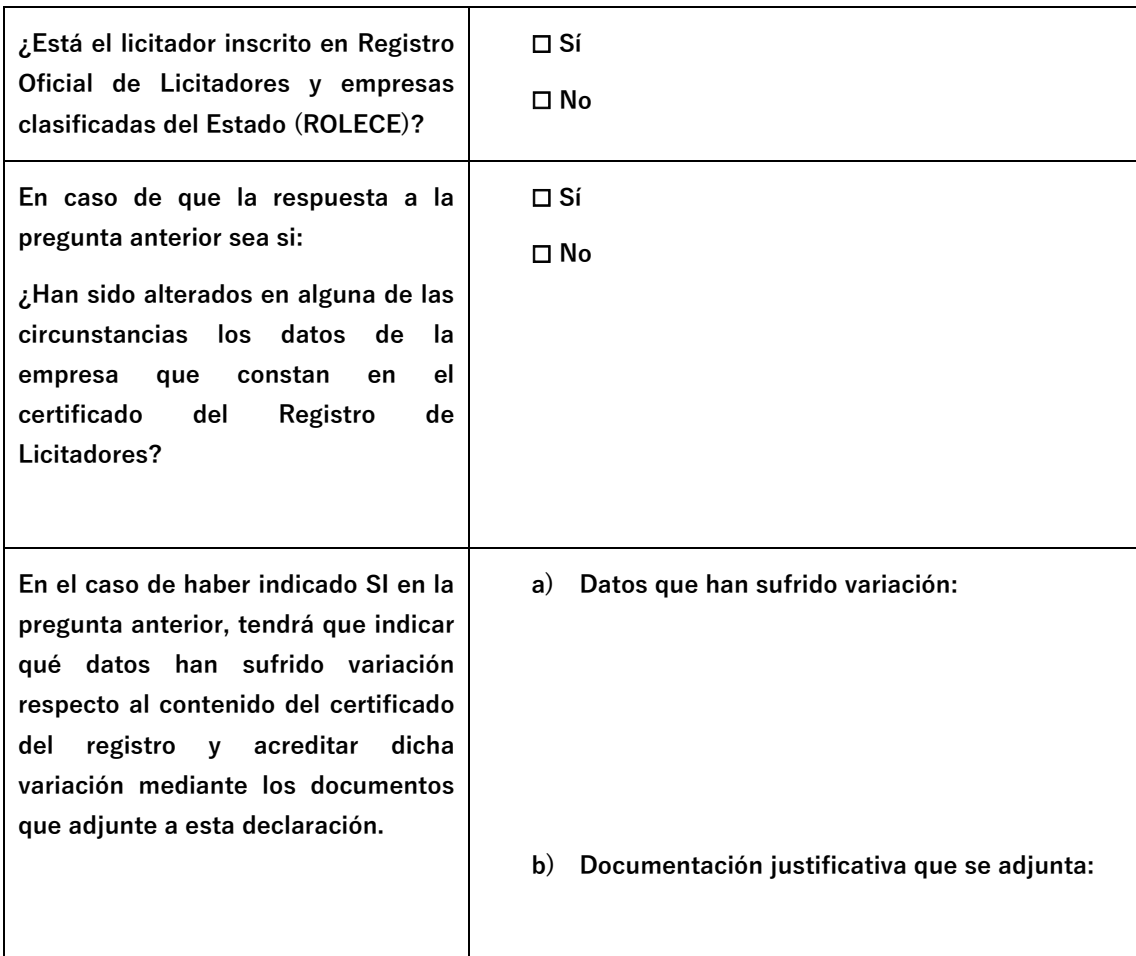 ¿Está el licitador inscrito en Registro
Oficial de Licitadores y empresas
clasificadas del Estado (ROLECE)?
☐ Sí
☐ No
En caso de que la respuesta a la
pregunta anterior sea si:
¿Han sido alterados en alguna de las
circunstancias los datos de la
empresa que constan en el
certificado del Registro de
Licitadores?
☐ Sí
☐ No
En el caso de haber indicado SI en la
pregunta anterior, tendrá que indicar
qué datos han sufrido variación
respecto al contenido del certificado
del registro y acreditar dicha
variación mediante los documentos
que adjunte a esta declaración.
a) Datos que han sufrido variación:
b) Documentación justificativa que se adjunta: